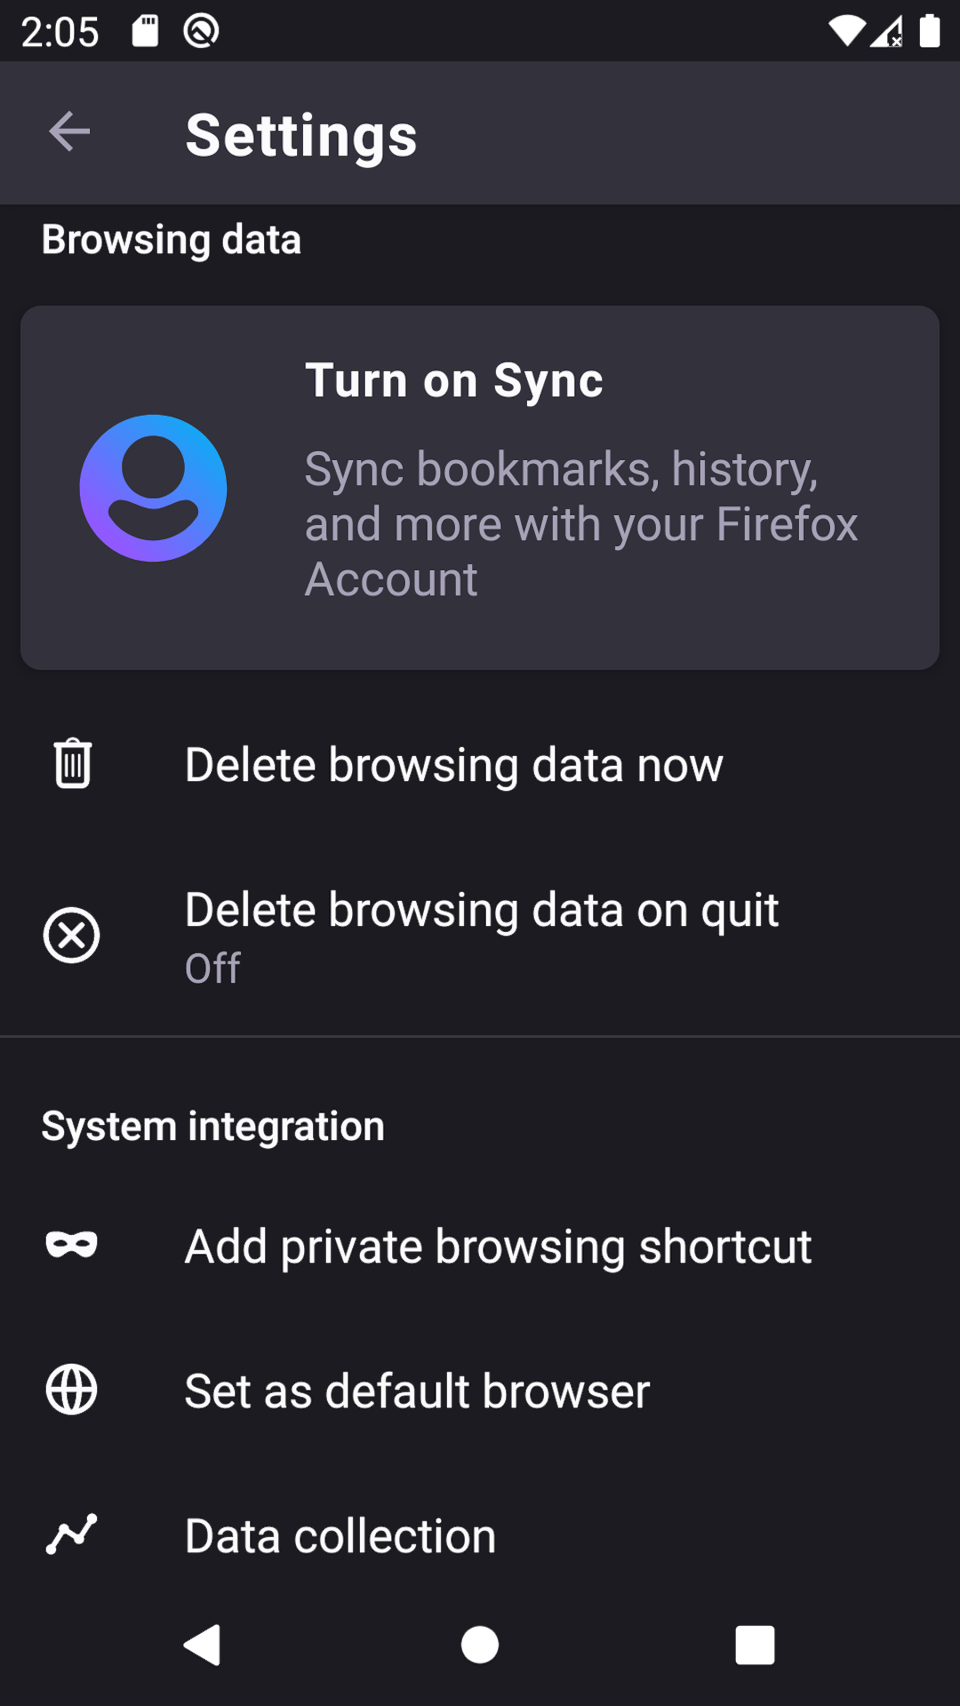 2:05
Settings
Browsing data
Turn on Sync
Sync bookmarks, history,
and more with your Firefox
Account
Delete browsing data now
Delete browsing data on quit
Off
System integration
Add private browsing shortcut
Set as default browser
Data collection